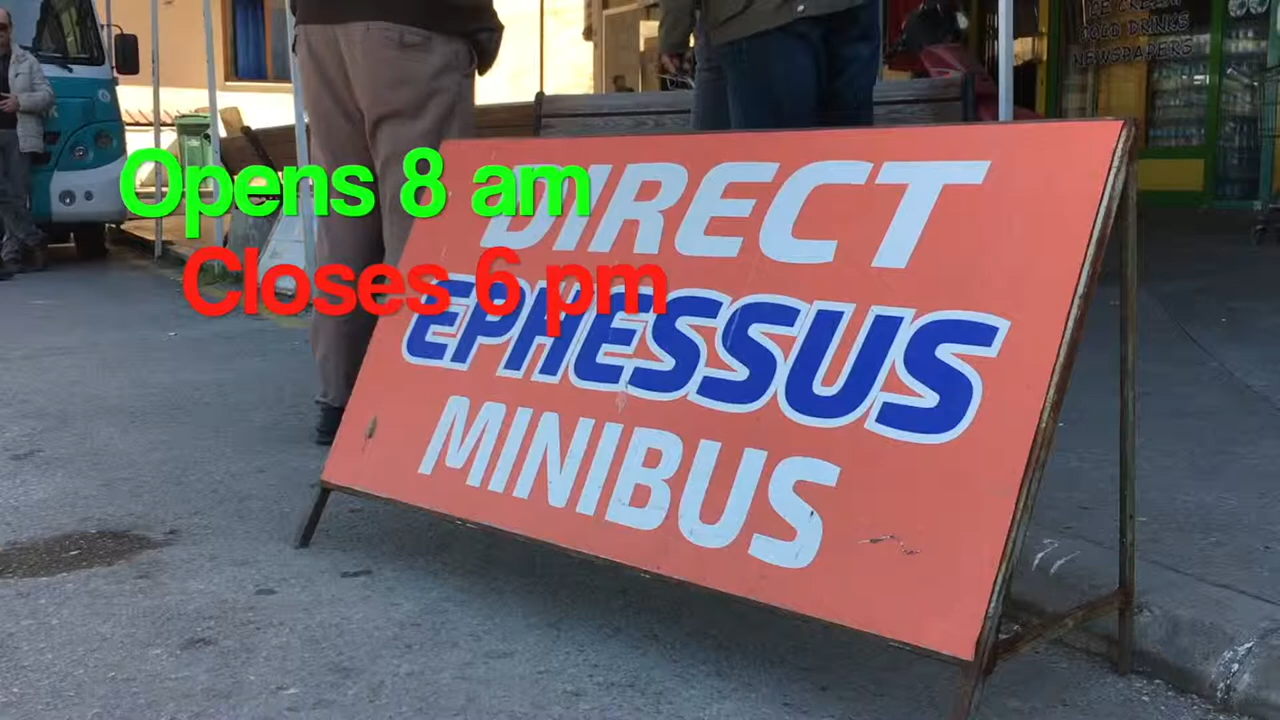 ICE CREAM
COLD DRINKS
NEWSPAPERS
Opens 8 am
Closes 6 pm
DIRECT
EPHESSUS
MINIBUS